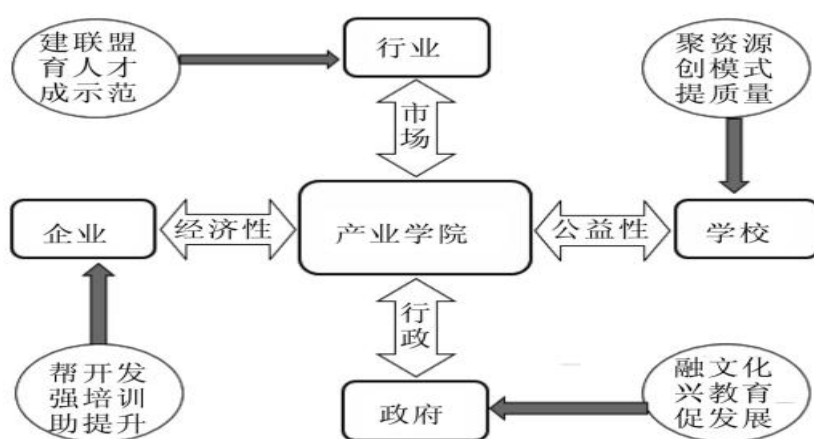 建联盟
育人才
成示范
行业
聚资源
创模式
提质量
市
场
企业
经济性
产业学院
公益性
学校
行
政
帮开发
强培训
助提升
政府
融文化
兴教育
促发展